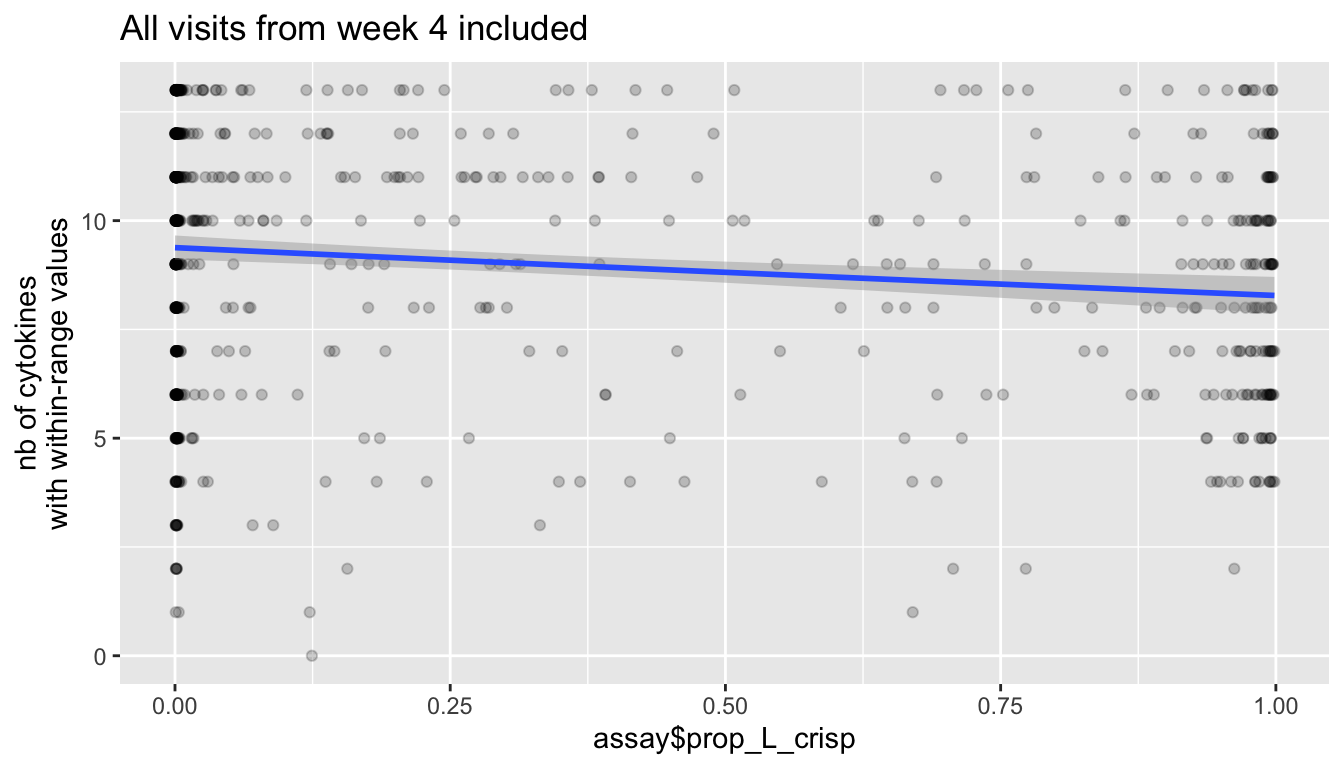 All visits from week 4 included
nb of cytokines
with within-range values
10
5
0
0.00
0.25
0.50
0.75
1.00
assay$prop_L_crisp